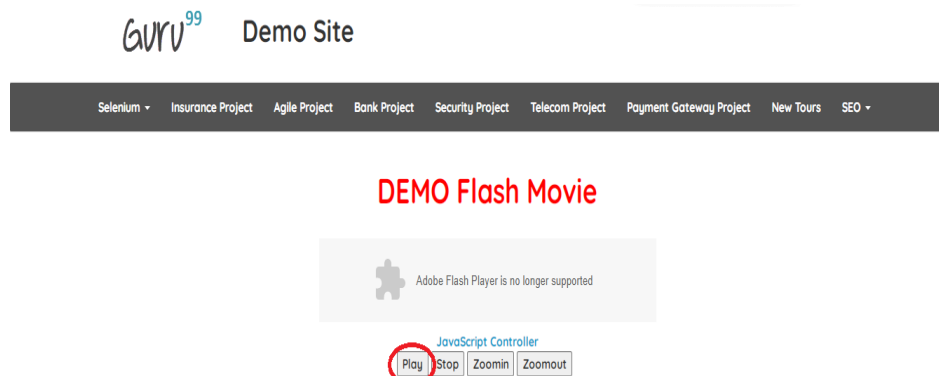 Guru99 Demo Site
Selenium Insurance Project Agile Project Bank Project Security Project Telecom Project Payment Gateway Project New Tours SEO
DEMO Flash Movie
Adobe Flash Player is no longer supported
JavaScript Controller
Play Stop Zoomin Zoomout